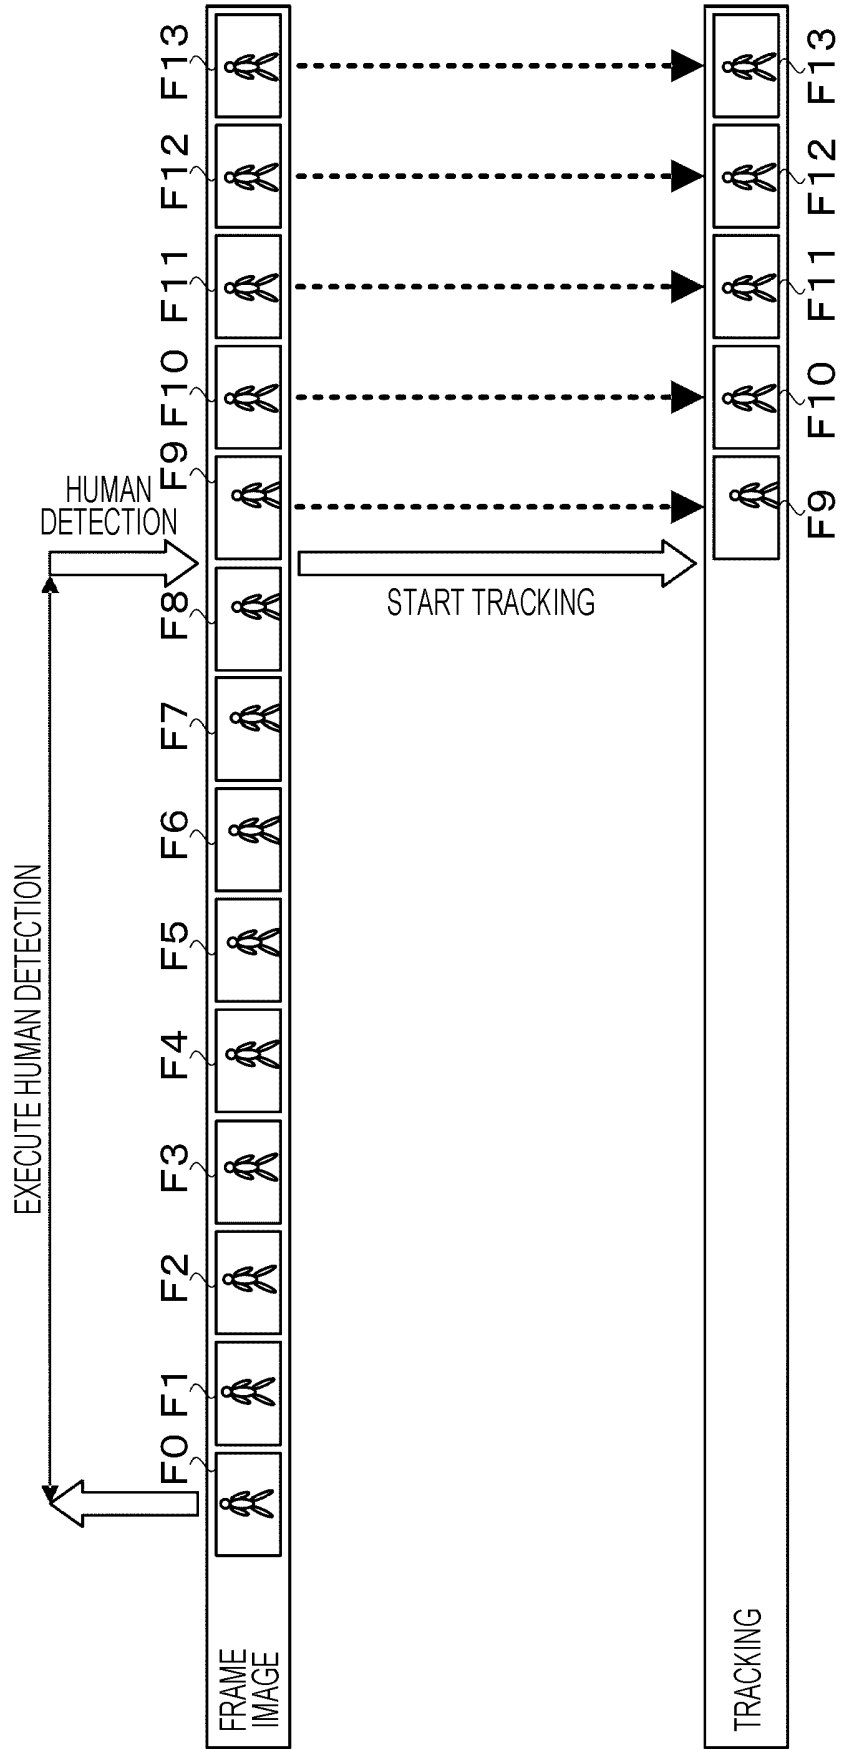 EXECUTE HUMAN DETECTION
HUMAN
DETECTION
F0
F1
F2
F3
F4
F5
F6
F7
F8
F9
F10
F11
F12
F13
FRAME
IMAGE
START TRACKING
TRACKING
F9
F10
F11
F12
F13